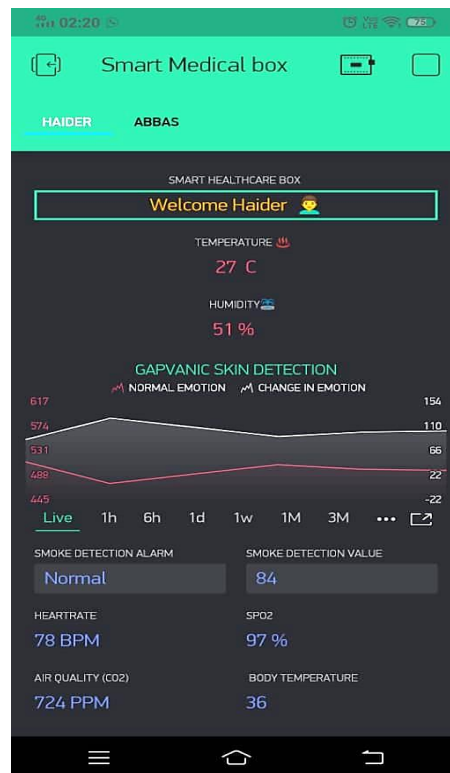 4G 02:20
75
Smart Medical box
HAIDER ABBAS
SMART HEALTHCARE BOX
Welcome Haider
TEMPERATURE
27 C
HUMIDITY
51 %
GAPVANIC SKIN DETECTION
NORMAL EMOTION CHANGE IN EMOTION
617 154
574 110
531 66
488 22
445 -22
Live 1h 6h 1d 1w 1M 3M •••
SMOKE DETECTION ALARM SMOKE DETECTION VALUE
Normal 84
HEARTRATE SPO2
78 BPM 97 %
AIR QUALITY (CO2) BODY TEMPERATURE
724 PPM 36